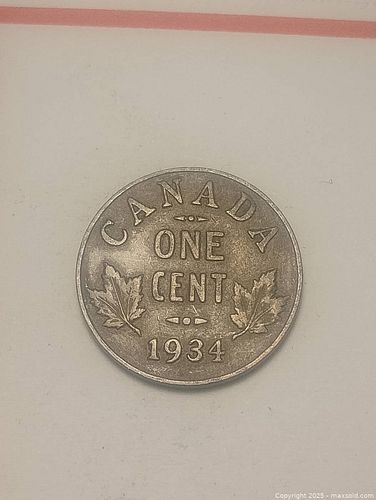 CANADA
ONE
CENT
1934
Copyright 2025 - maxsold.com